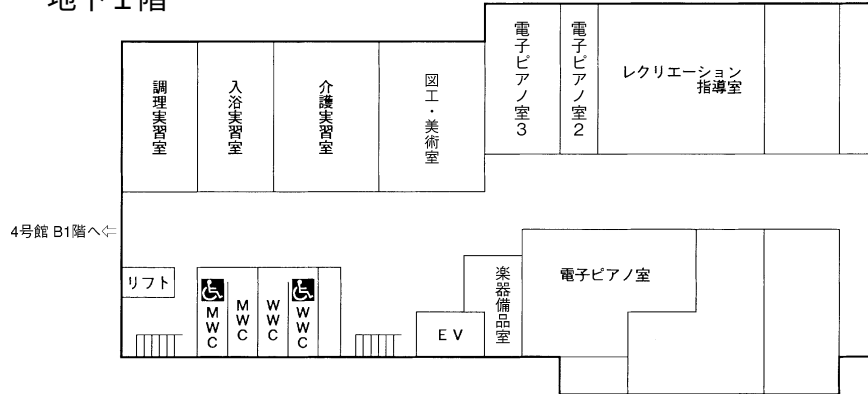 地下1階
調理実習室
入浴実習室
介護実習室
図工・美術室
電子ピアノ室3
電子ピアノ室2
レクリエーション
指導室
4号館 B1階へ⇦
リフト
MWC
MWC
WWC
WWC
EV
楽器備品室
電子ピアノ室